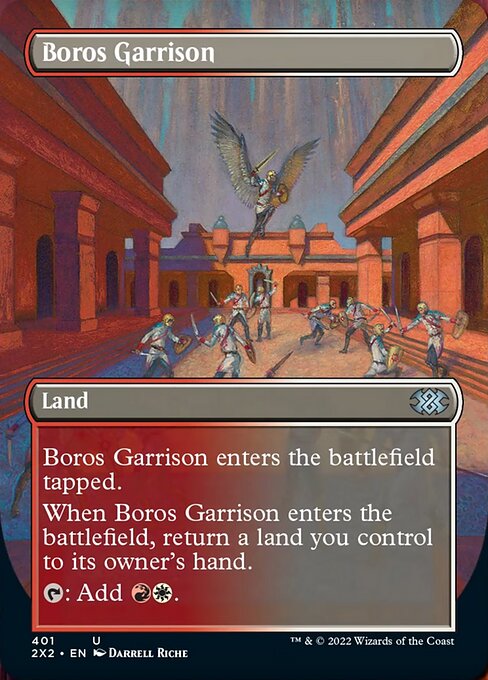 Boros Garrison
Land
Boros Garrison enters the battlefield
tapped.
When Boros Garrison enters the
battlefield, return a land you control
to its owner's hand.
: Add .
401 U
2X2 • EN Darrell Riche
™ & © 2022 Wizards of the Coast